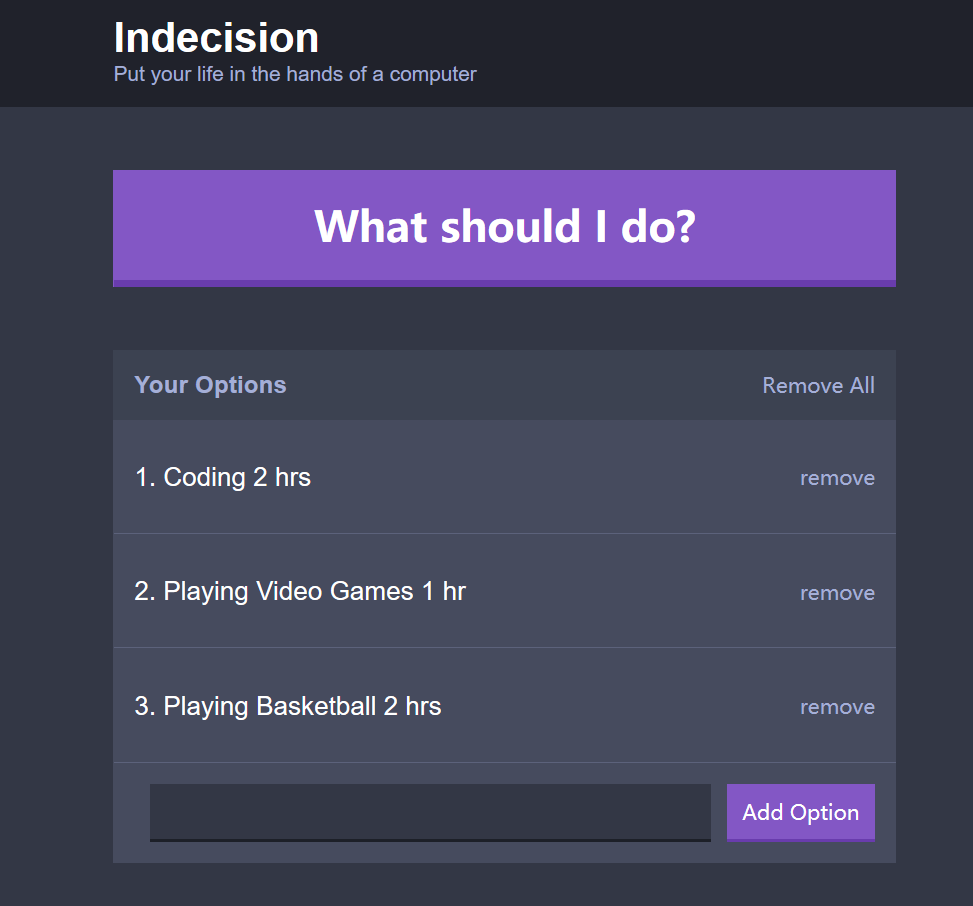 Indecision
Put your life in the hands of a computer
What should I do?
Your Options
Remove All
1. Coding 2 hrs
remove
2. Playing Video Games 1 hr
remove
3. Playing Basketball 2 hrs
remove
Add Option